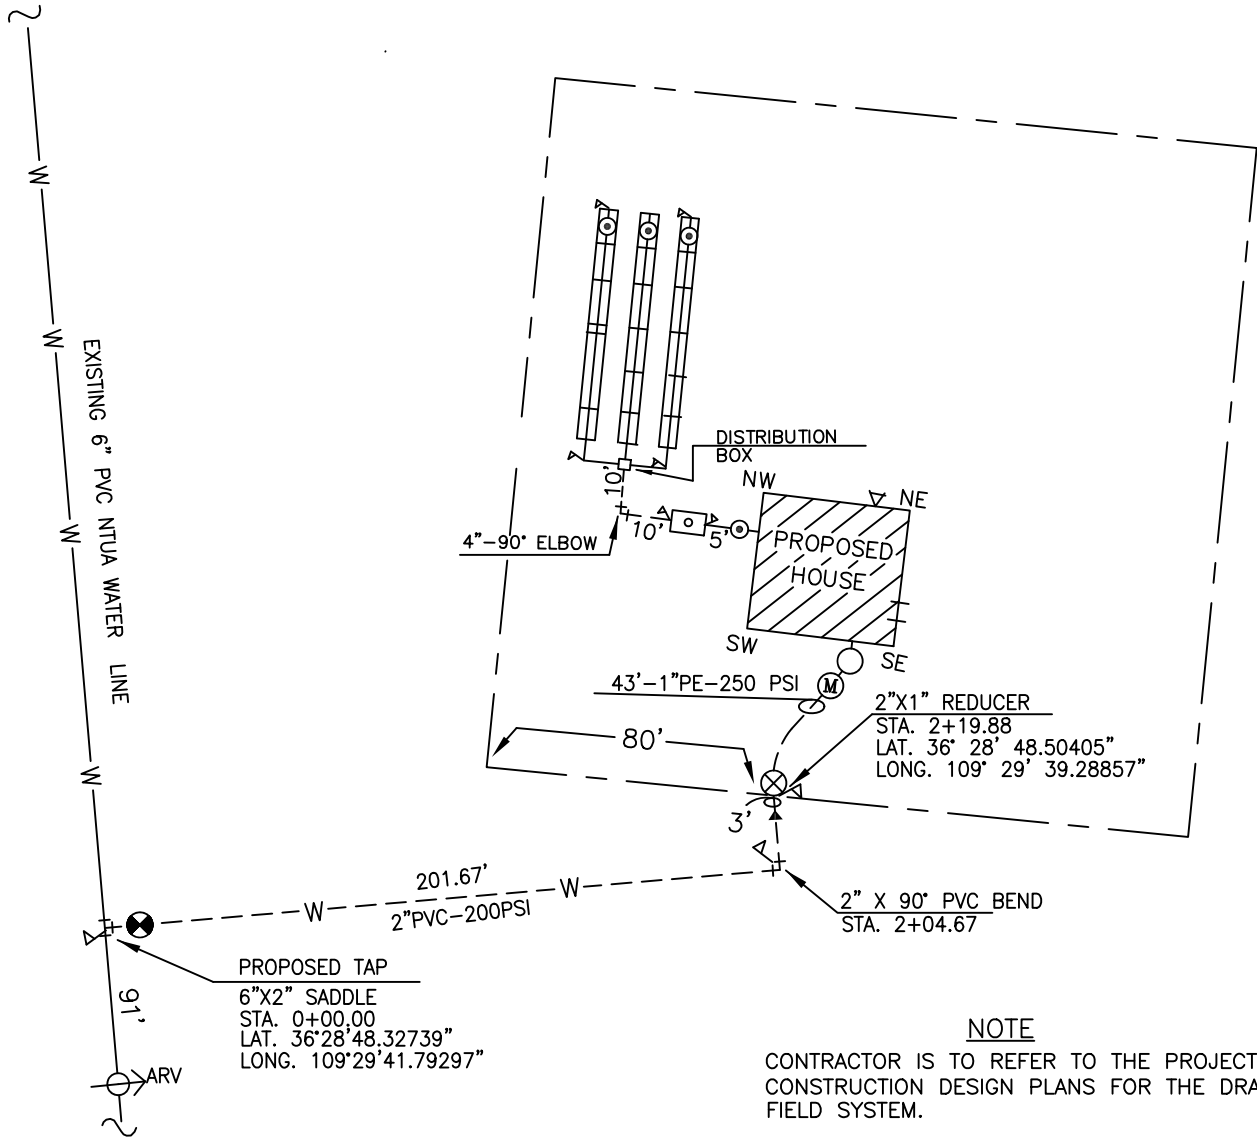 W
W
EXISTING 6" PVC NTUA WATER LINE
W
W
DISTRIBUTION
BOX
NW
NE
10'
10'
5'
4"-90° ELBOW
PROPOSED
HOUSE
SW
SE
43'-1"PE-250 PSI
M
2"X1" REDUCER
STA. 2+19.88
LAT. 36° 28' 48.50405"
LONG. 109° 29' 39.28857"
80'
3'
201.67'
W
W
2"PVC-200PSI
2" X 90° PVC BEND
STA. 2+04.67
PROPOSED TAP
6"X2" SADDLE
STA. 0+00.00
LAT. 36°28'48.32739"
LONG. 109°29'41.79297"
91'
ARV
NOTE
CONTRACTOR IS TO REFER TO THE PROJECT
CONSTRUCTION DESIGN PLANS FOR THE
FIELD SYSTEM.